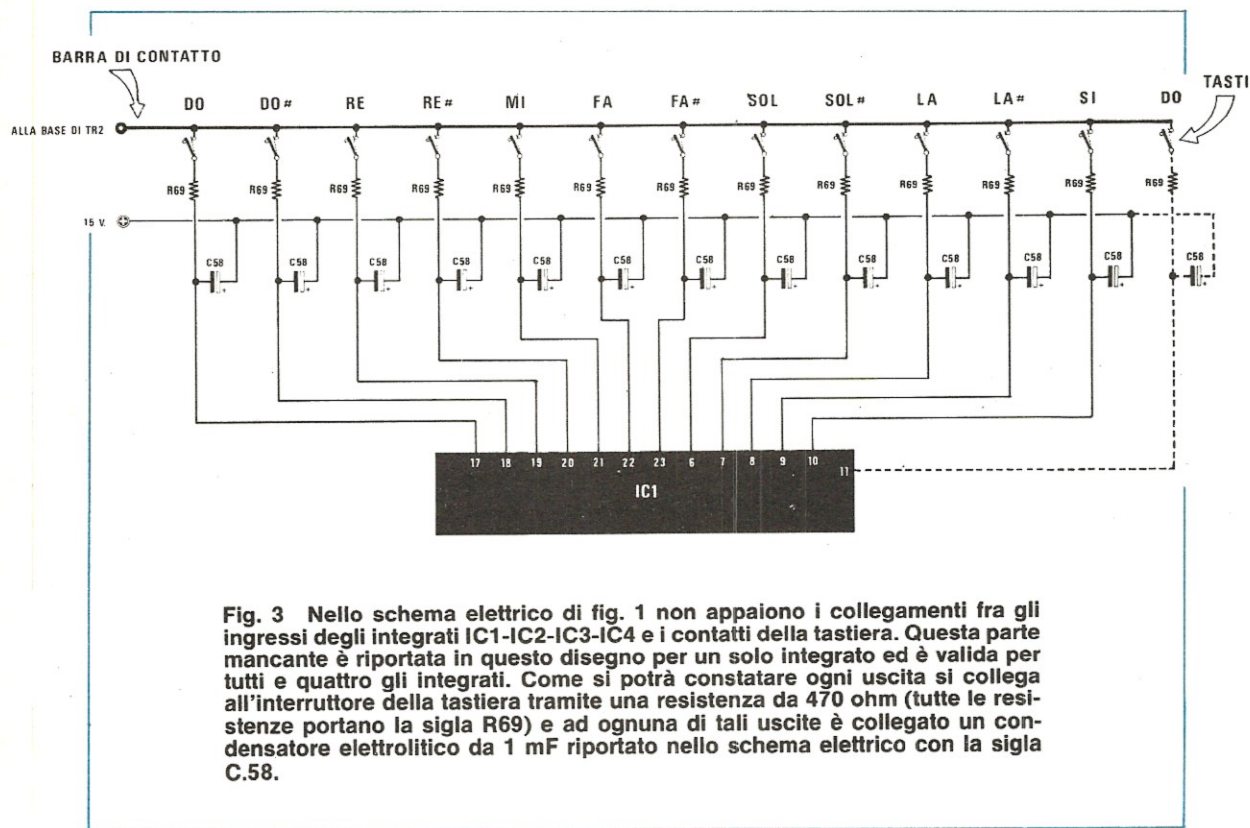 BARRA DI CONTATTO
TASTI
DO DO# RE RE# MI FA FA# SOL SOL# LA LA# SI DO
ALLA BASE DI TR2
R69 R69 R69 R69 R69 R69 R69 R69 R69 R69 R69 R69 R69
15 V.
C58 C58 C58 C58 C58 C58 C58 C58 C58 C58 C58 C58 C58
+ + + + + + + + + + + + +
17 18 19 20 21 22 23 6 7 8 9 10 11
IC1
Fig. 3 Nello schema elettrico di fig. 1 non appaiono i collegamenti fra gli
ingressi degli integrati IC1-IC2-IC3-IC4 e i contatti della tastiera. Questa parte
mancante è riportata in questo disegno per un solo integrato ed è valida per
tutti e quattro gli integrati. Come si potrà constatare ogni uscita si collega
all'interruttore della tastiera tramite una resistenza da 470 ohm (tutte le resi-
stenze portano la sigla R69) e ad ognuna di tali uscite è collegato un con-
densatore elettrolitico da 1 mF riportato nello schema elettrico con la sigla
C.58.